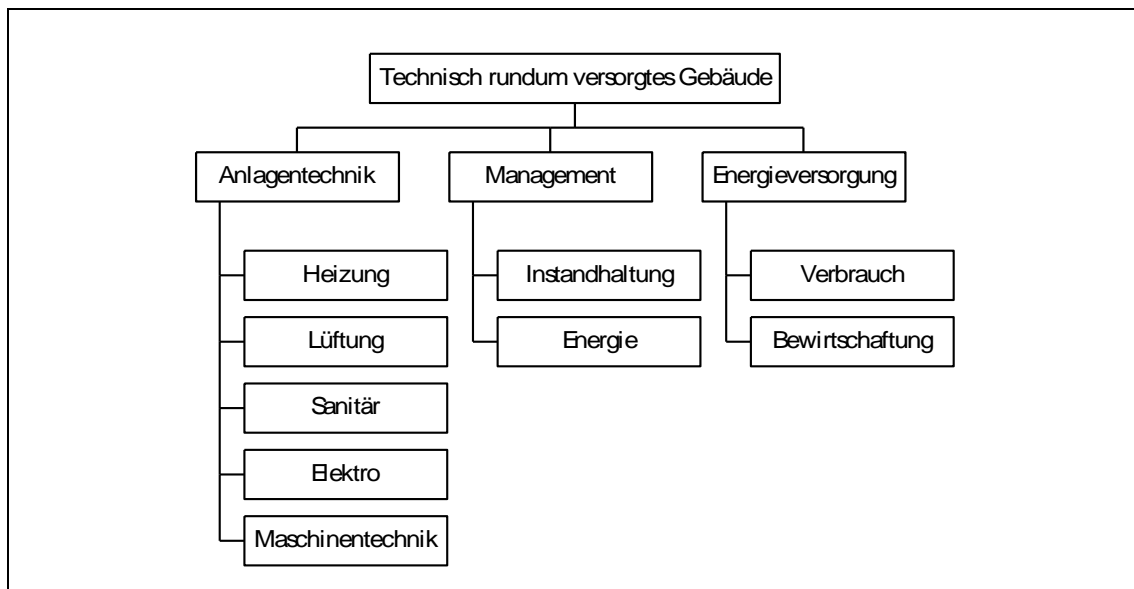 Technisch rundum versorgtes Gebäude
Anlagentechnik
Management
Energieversorgung
Heizung
Instandhaltung
Verbrauch
Lüftung
Energie
Bewirtschaftung
Sanitär
Elektro
Maschinentechnik